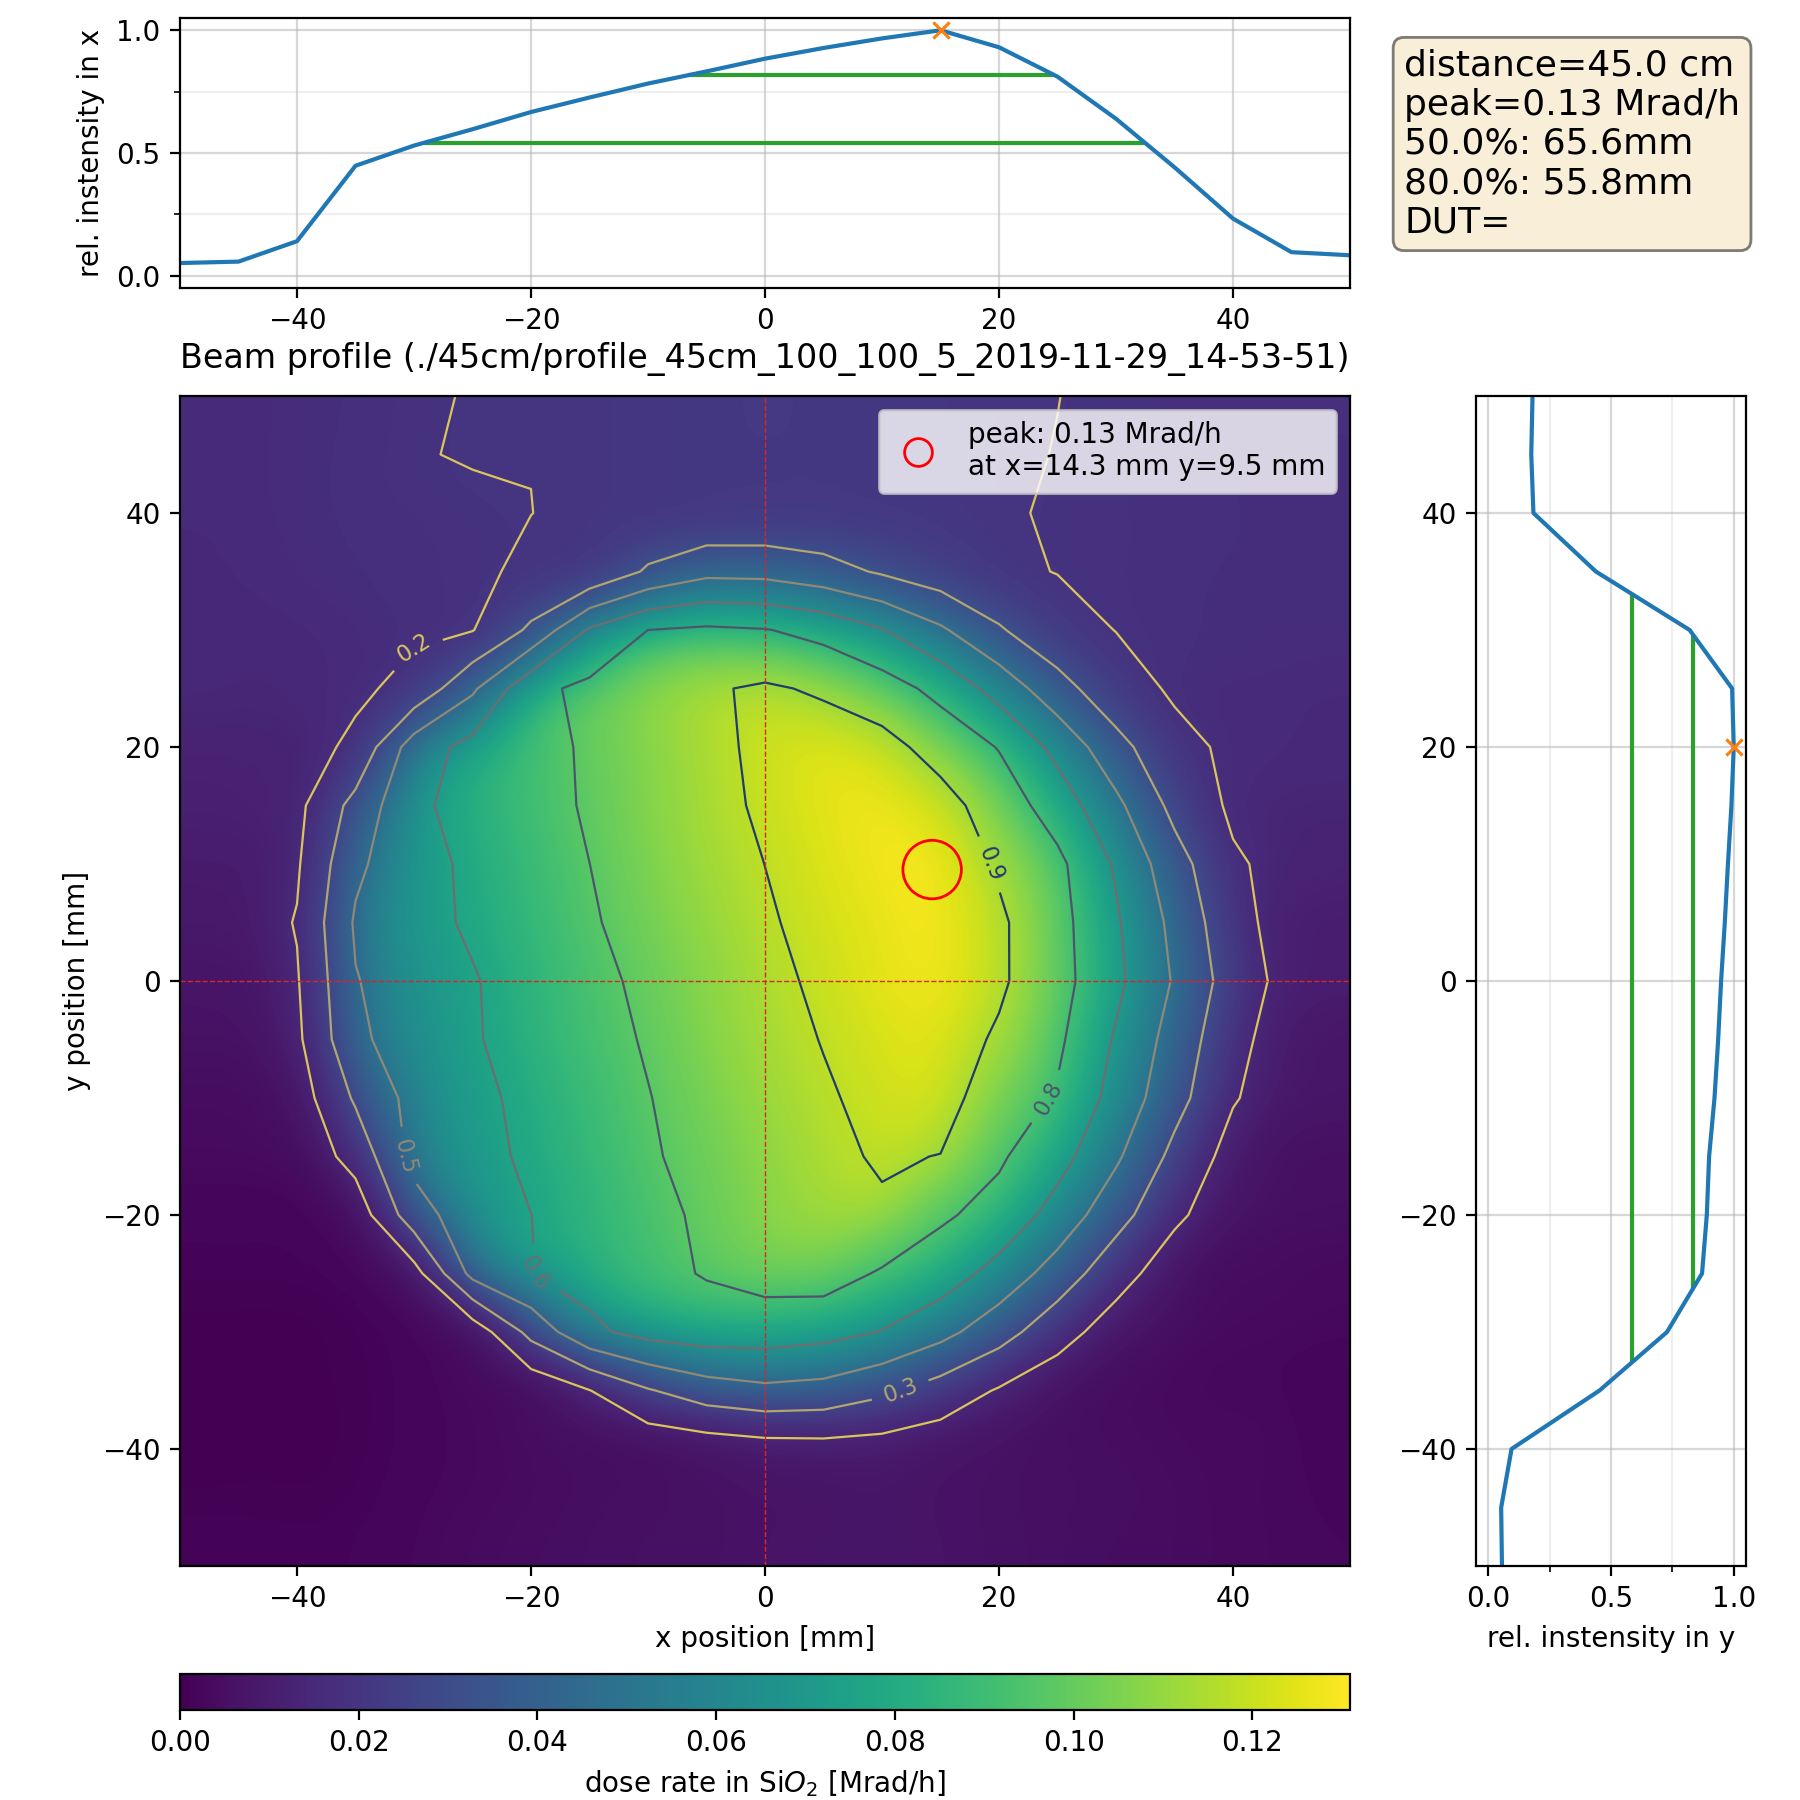 rel. instensity in x
1.0
0.5
0.0
−40 −20 0 20 40
distance=45.0 cm
peak=0.13 Mrad/h
50.0%: 65.6mm
80.0%: 55.8mm
DUT=
Beam profile (./45cm/profile_45cm_100_100_5_2019-11-29_14-53-51)
peak: 0.13 Mrad/h
at x=14.3 mm y=9.5 mm
y position [mm]
40
20
0
−20
−40
0.2
0.9
0.8
0.5
0.6
0.3
−40 −20 0 20 40
x position [mm]
40
20
0
−20
−40
0.0 0.5 1.0
rel. instensity in y
0.00 0.02 0.04 0.06 0.08 0.10 0.12
dose rate in SiO₂ [Mrad/h]